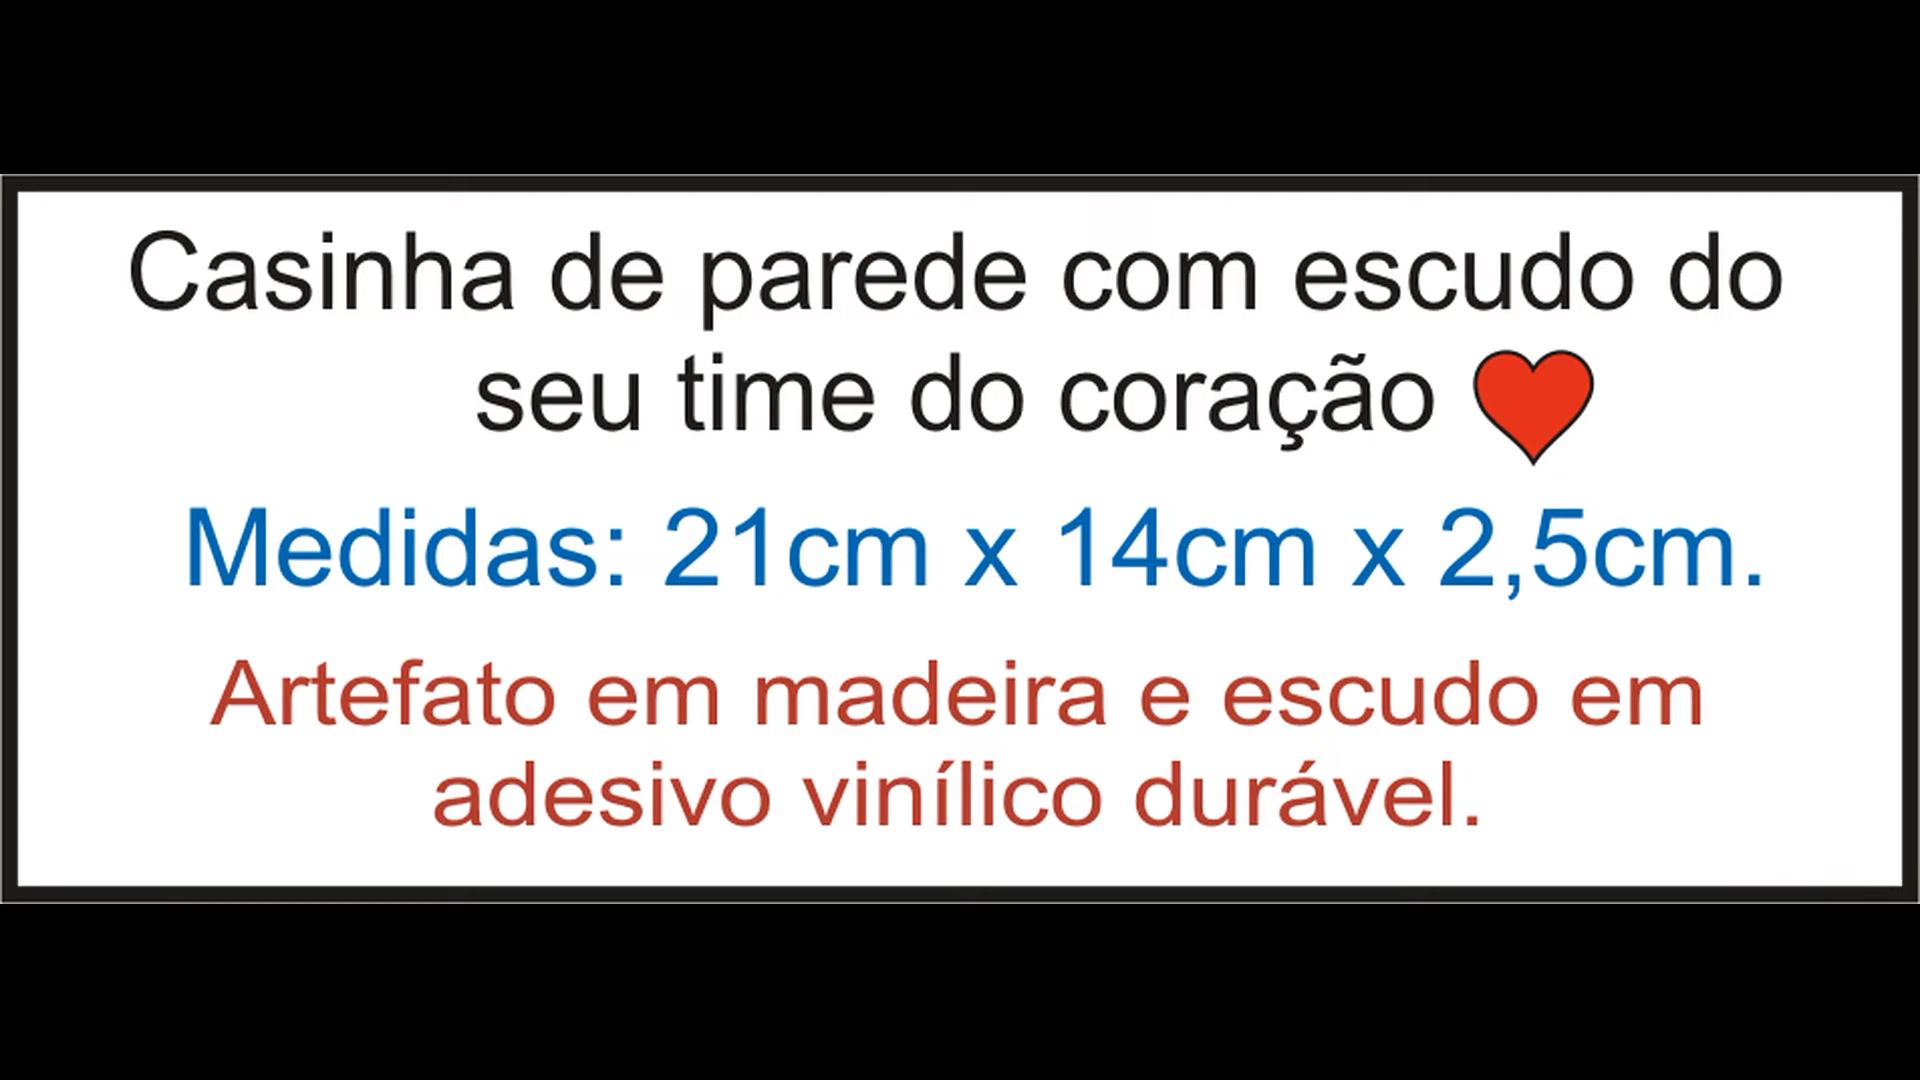 Casinha de parede com escudo do
seu time do coração ❤
Medidas: 21cm x 14cm x 2,5cm.
Artefato em madeira e escudo em
adesivo vinílico durável.